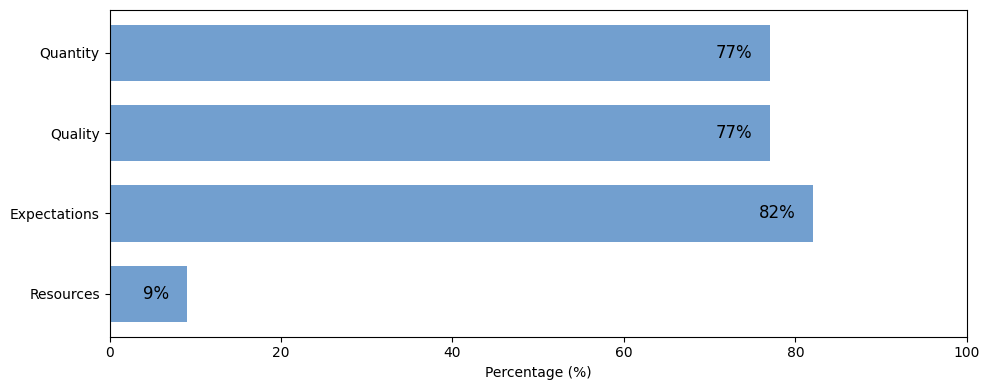 Quantity
77%
Quality
77%
Expectations
82%
Resources
9%
0 20 40 60 80 100
Percentage (%)